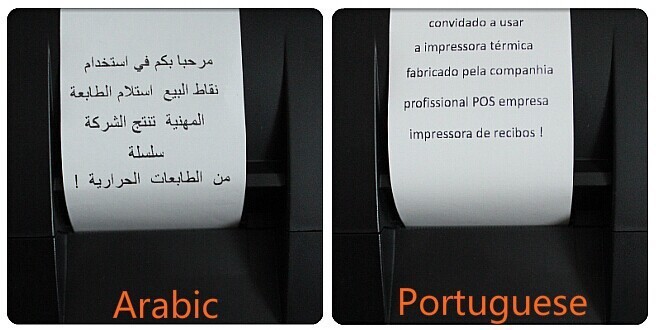 مرحبا بكم في استخدام
نقاط البيع استلام الطابعة
المهنية تنتج الشركة
سلسلة
من الطابعات الحرارية !
Arabic
convidado a usar
a impressora térmica
fabricado pela companhia
profissional POS empresa
impressora de recibos !
Portuguese